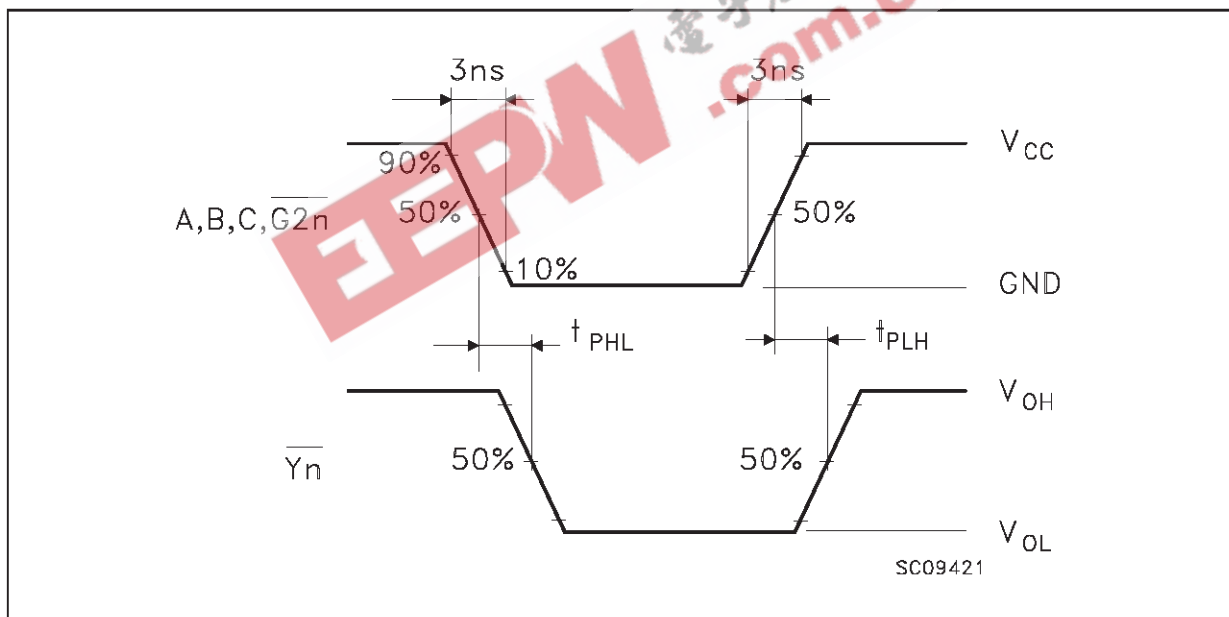 EEPW
.com.c
3ns 3ns
VCC
90%
A,B,C,G2n 50% 50%
10%
GND
tPHL tPLH
VOH
Yn 50% 50%
VOL
SC09421